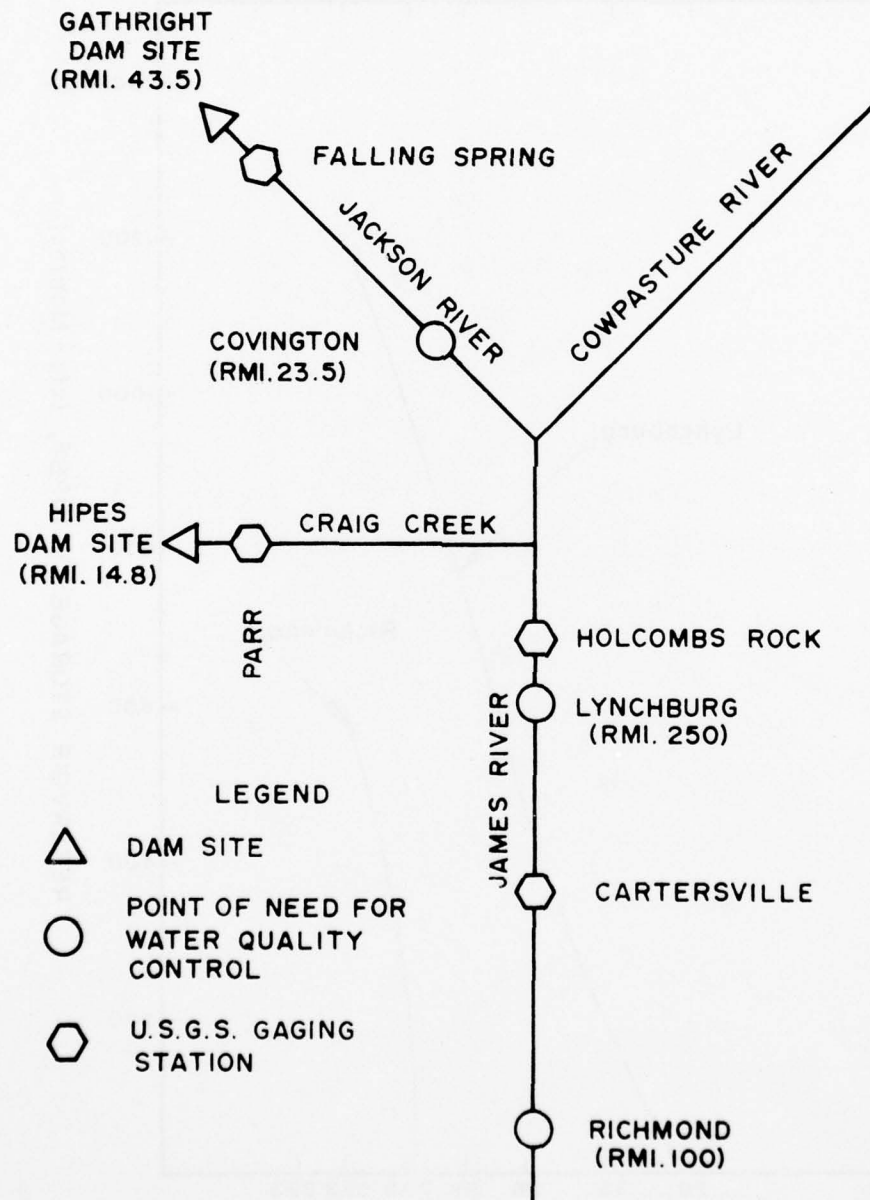 GATHRIGHT
DAM SITE
(RMI. 43.5)
FALLING SPRING
JACKSON RIVER
COWPASTURE RIVER
COVINGTON
(RMI. 23.5)
HIPES
DAM SITE
(RMI. 14.8)
CRAIG CREEK
PARR
HOLCOMBS ROCK
LYNCHBURG
(RMI. 250)
JAMES RIVER
CARTERSVILLE
RICHMOND
(RMI. 100)
LEGEND
DAM SITE
POINT OF NEED FOR
WATER QUALITY
CONTROL
U.S.G.S. GAGING
STATION